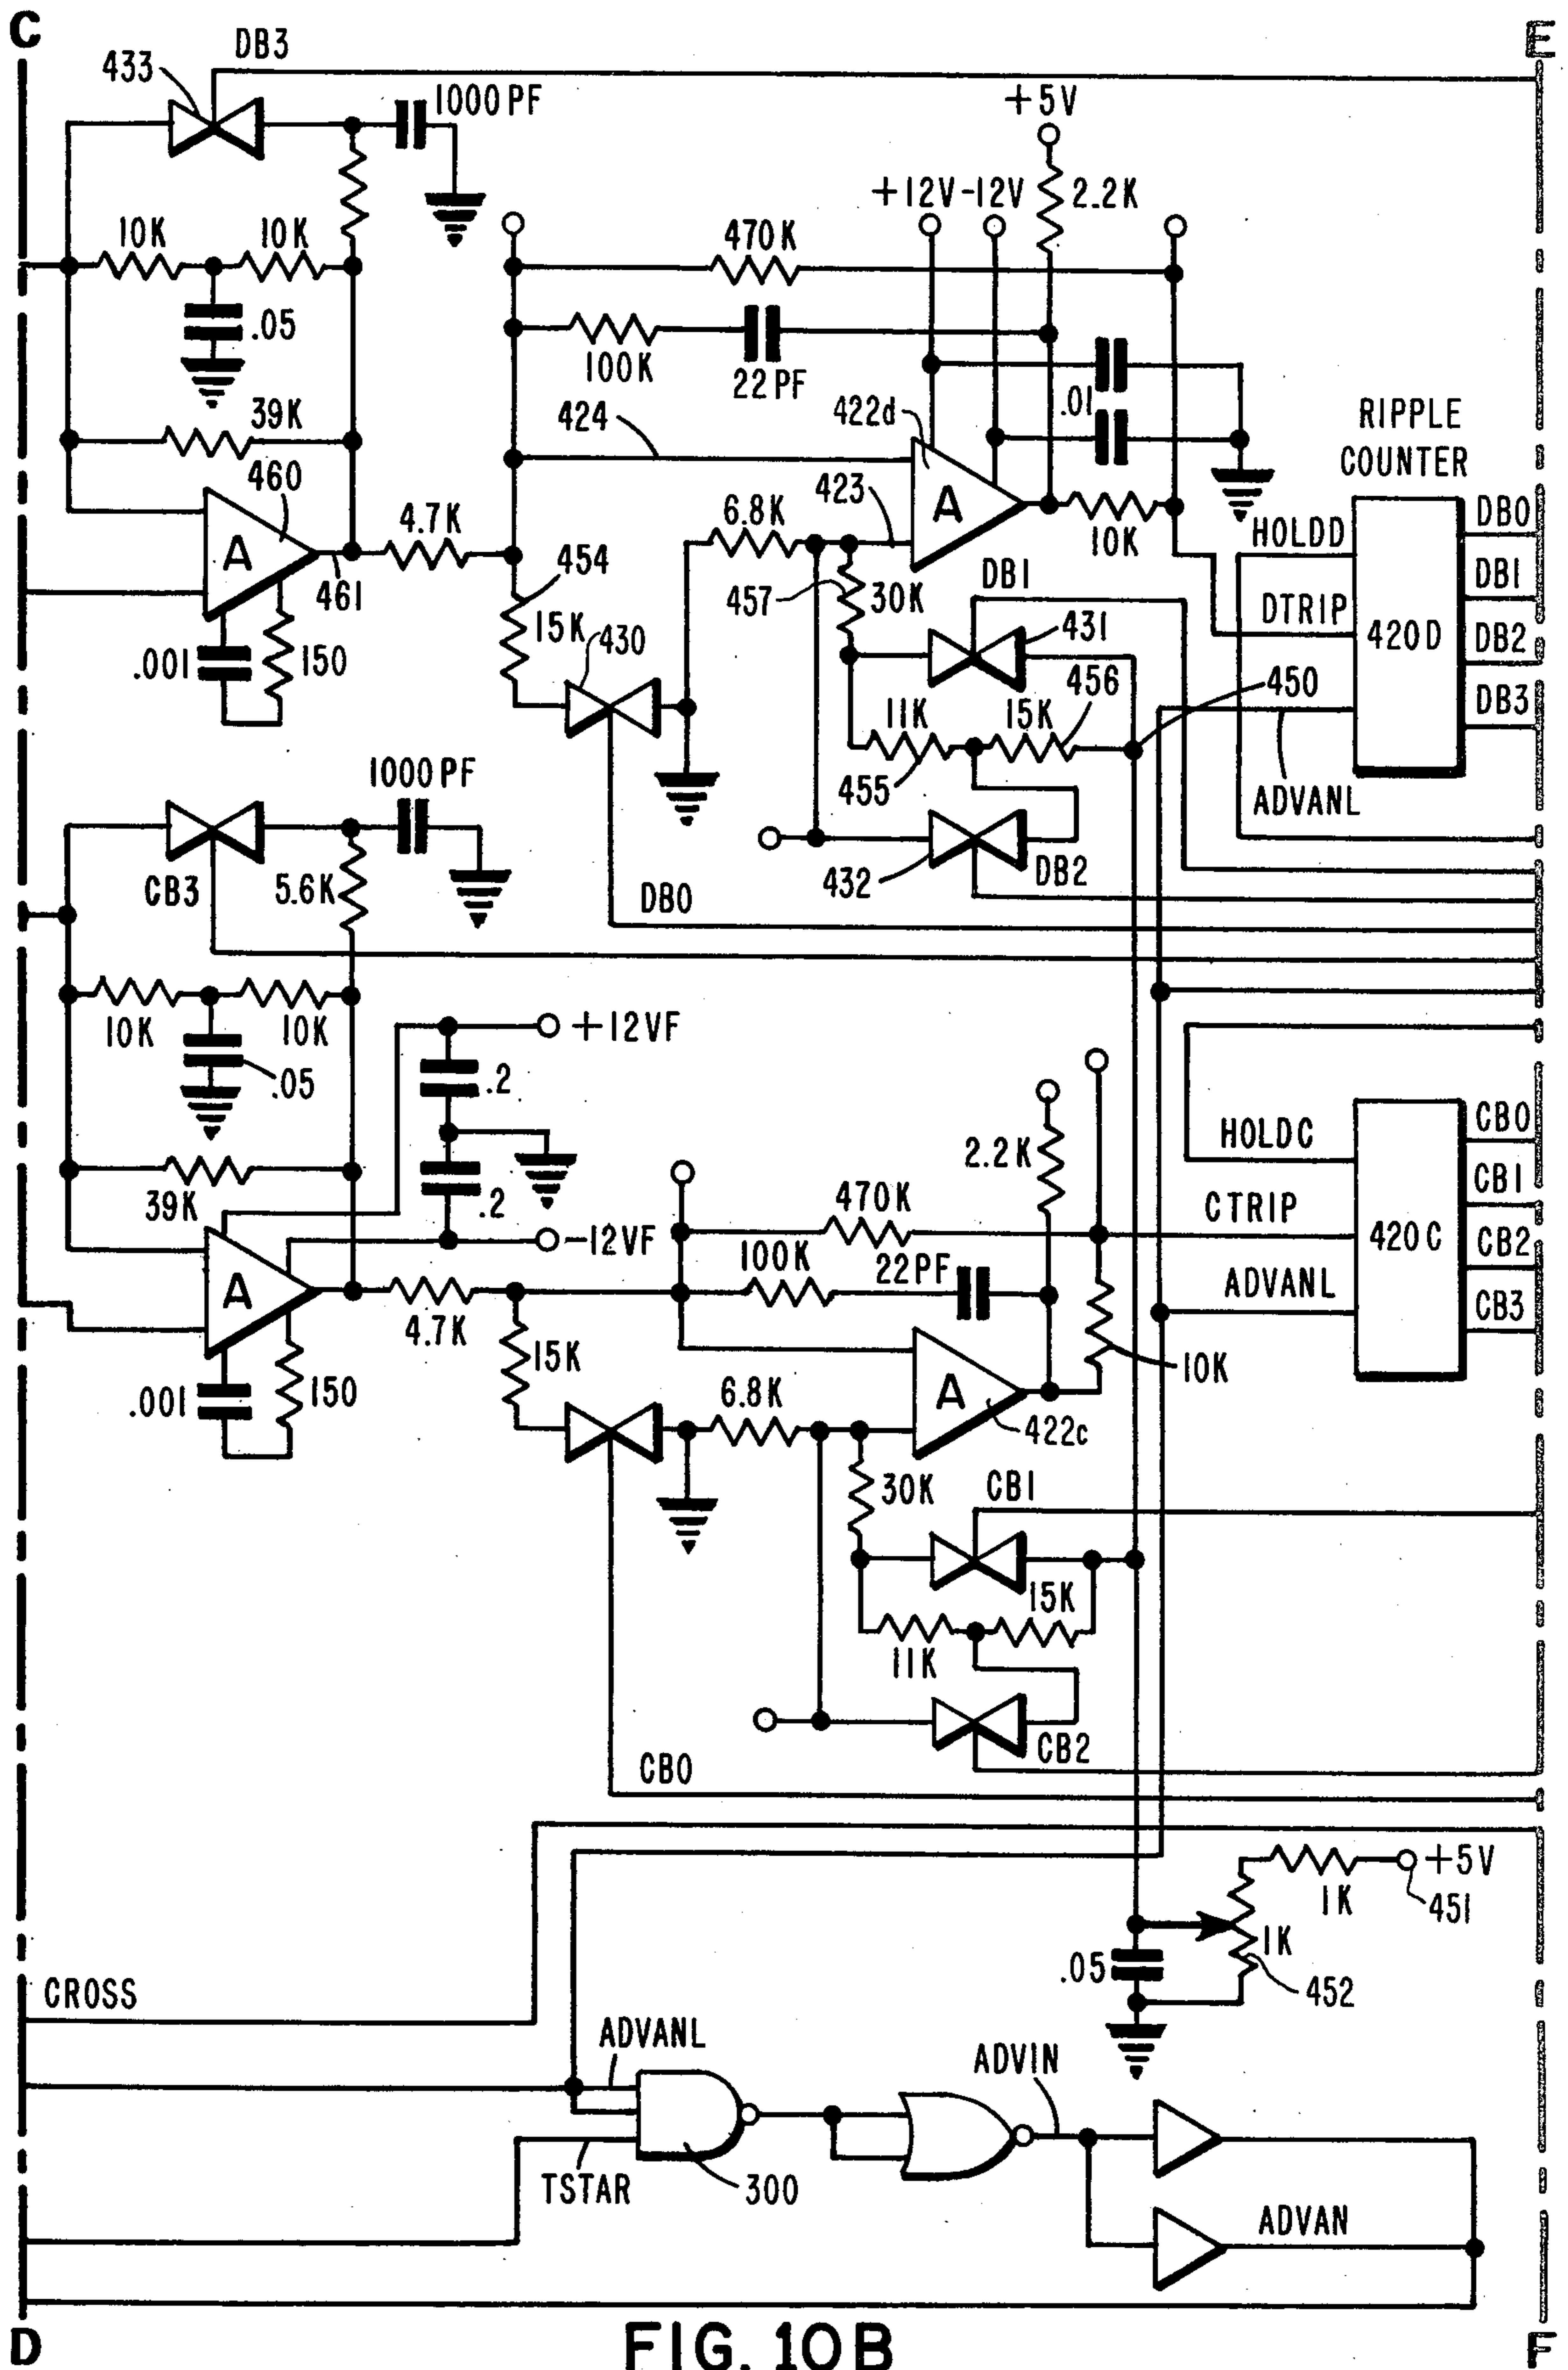 C
E
DB3
433
1000 PF
+5V
+12V -12V
2.2K
10K
10K
470K
.05
100K
22 PF
.01
422d
RIPPLE
COUNTER
39K
424
460
4.7K
423
6.8K
A
A
10K
HOLDD
DB0
454
461
DB1
DB1
457
30K
DTRIP
420D
15K
430
431
DB2
.001
150
456
450
11K
15K
DB3
1000 PF
455
ADVANL
CB3
5.6K
432
DB2
DB0
10K
10K
+12VF
.05
.2
HOLDC
CB0
2.2K
CB1
39K
.2
470K
CTRIP
420C
-12VF
100K
22PF
CB2
A
ADVANL
CB3
4.7K
15K
10K
.001
150
6.8K
A
422c
30K
CB1
15K
11K
CB2
CB0
+5V
1K
451
1K
.05
452
CROSS
ADVANL
ADVIN
TSTAR
300
ADVAN
D
FIG. 10B
F